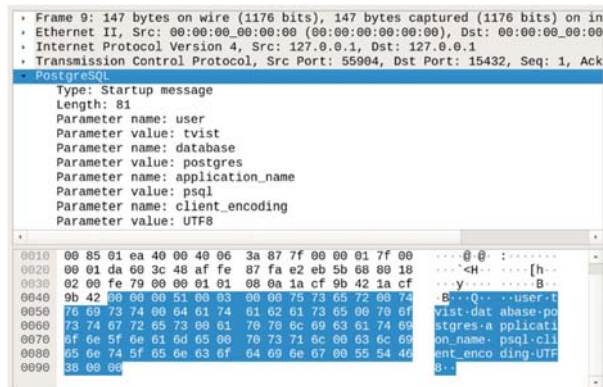 Frame 9: 147 bytes on wire (1176 bits), 147 bytes captured (1176 bits) on in
Ethernet II, Src: 00:00:00_00:00:00 (00:00:00:00:00:00), Dst: 00:00:00_00:00
Internet Protocol Version 4, Src: 127.0.0.1, Dst: 127.0.0.1
Transmission Control Protocol, Src Port: 55904, Dst Port: 15432, Seq: 1, Ack
PostgreSQL
Type: Startup message
Length: 81
Parameter name: user
Parameter value: tvist
Parameter name: database
Parameter value: postgres
Parameter name: application_name
Parameter value: psql
Parameter name: client_encoding
Parameter value: UTF8
0010 00 85 01 ea 40 00 40 06 3a 87 7f 00 00 01 7f 00 ····@·@· :·······
0020 00 01 da 60 3c 48 af fe 87 fa e2 eb 5b 68 80 18 ···`<H·· ····[h··
0030 02 00 fe 79 00 00 01 01 08 0a 1a cf 9b 42 1a cf ···y···· ·····B··
0040 9b 42 00 00 00 51 00 03 00 00 75 73 65 72 00 74 ·B···Q·· ··user·t
0050 76 69 73 74 00 64 61 74 61 62 61 73 65 00 70 6f vist·dat abase·po
0060 73 74 67 72 65 73 00 61 70 70 6c 69 63 61 74 69 stgres·a pplicati
0070 6f 6e 5f 6e 61 6d 65 00 70 73 71 6c 00 63 6c 69 on_name· psql·cli
0080 65 6e 74 5f 65 6e 63 6f 64 69 6e 67 00 55 54 46 ent_enco ding·UTF
0090 38 00 00 8··